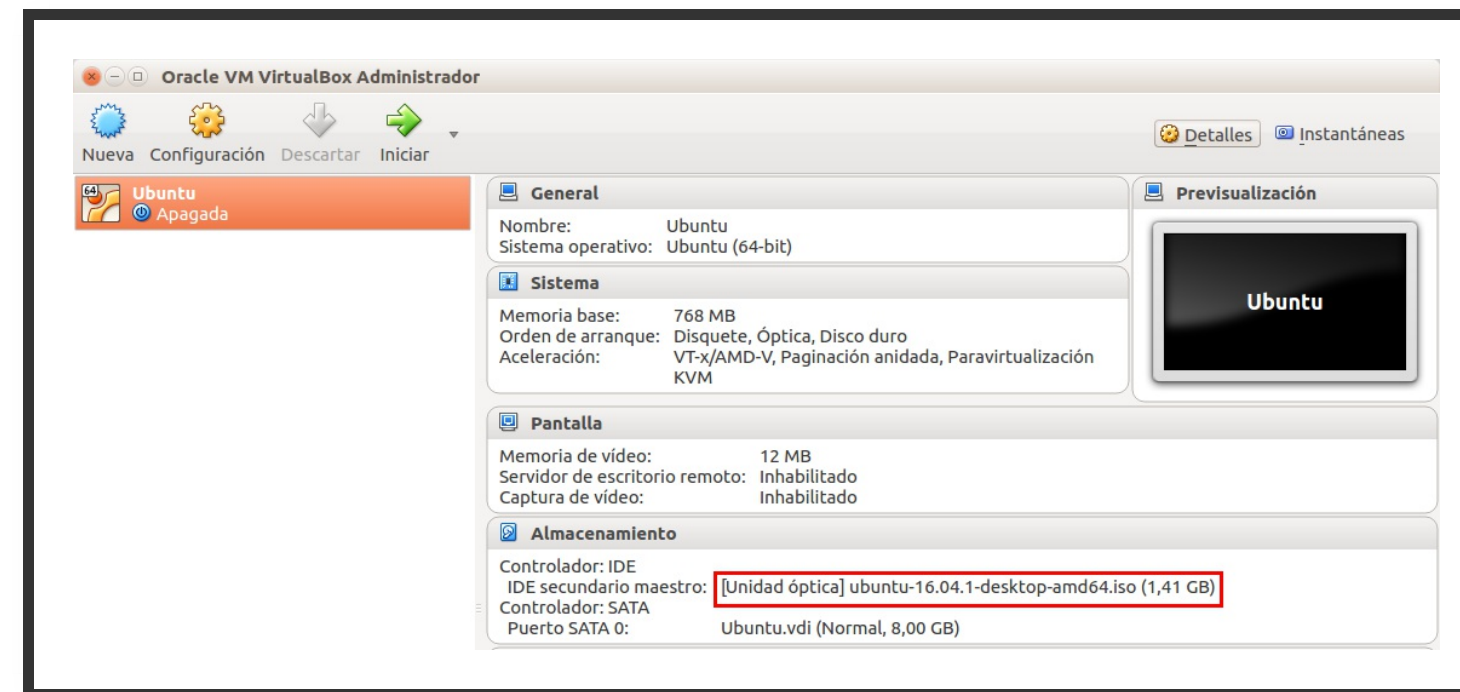 Oracle VM VirtualBox Administrador
Nueva Configuración Descartar Iniciar
Detalles Instantáneas
64 Ubuntu
Apagada
General
Nombre: Ubuntu
Sistema operativo: Ubuntu (64-bit)
Sistema
Memoria base: 768 MB
Orden de arranque: Disquete, Óptica, Disco duro
Aceleración: VT-x/AMD-V, Paginación anidada, Paravirtualización
KVM
Previsualización
Ubuntu
Pantalla
Memoria de vídeo: 12 MB
Servidor de escritorio remoto: Inhabilitado
Captura de vídeo: Inhabilitado
Almacenamiento
Controlador: IDE
IDE secundario maestro: [Unidad óptica] ubuntu-16.04.1-desktop-amd64.iso (1,41 GB)
Controlador: SATA
Puerto SATA 0: Ubuntu.vdi (Normal, 8,00 GB)